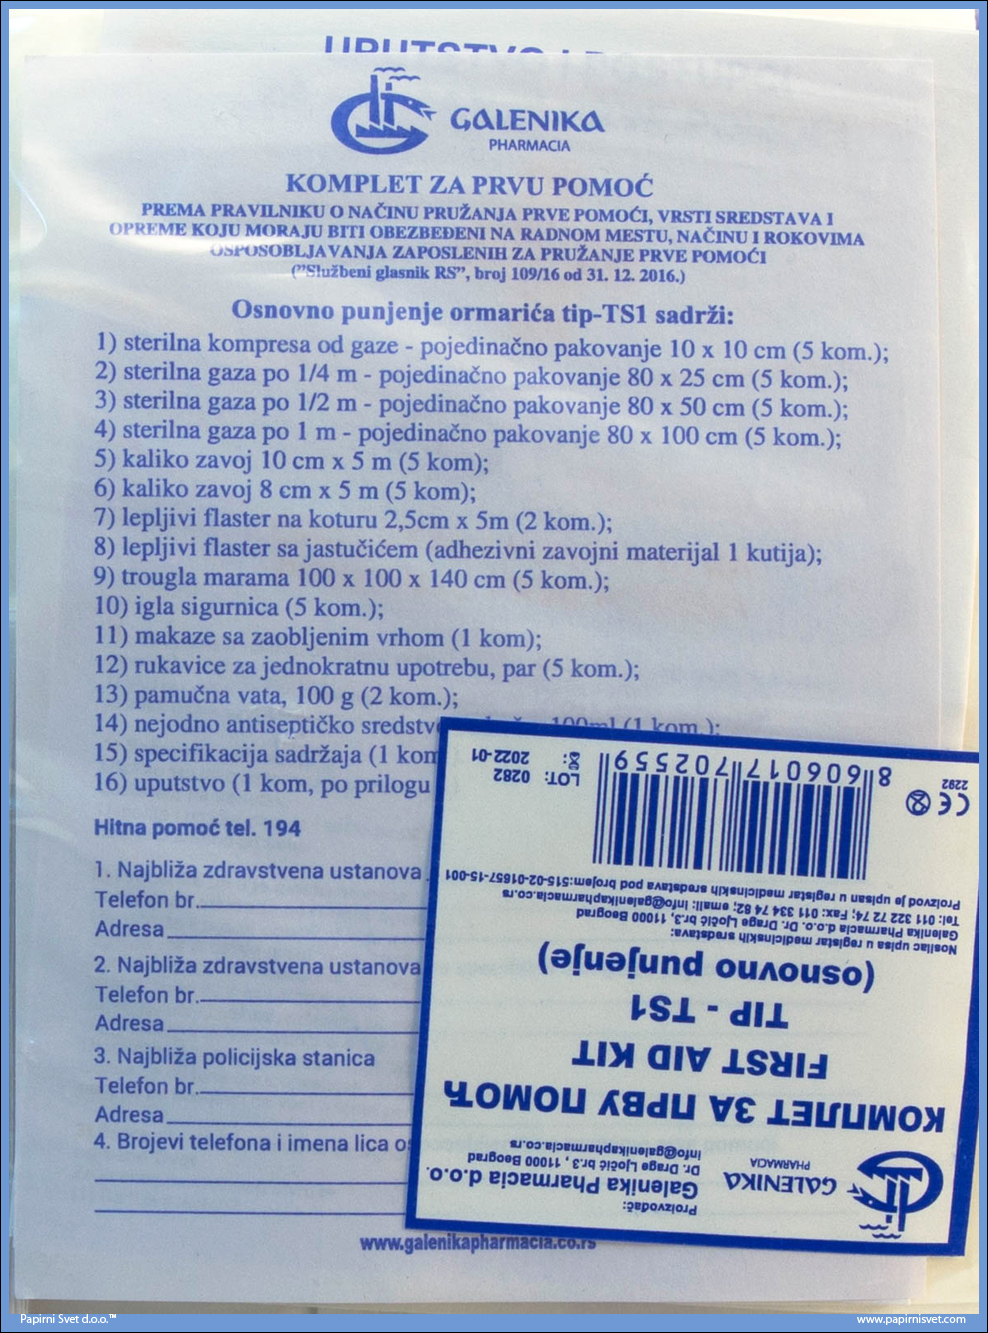 GALENIKA
PHARMACIA
KOMPLET ZA PRVU POMOĆ
PREMA PRAVILNIKU O NAČINU PRUŽANJA PRVE POMOĆI, VRSTI SREDSTAVA I
OPREME KOJU MORAJU BITI OBEZBEĐENI NA RADNOM MESTU, NAČINU I ROKOVIMA
OSPOSOBLJAVANJA ZAPOSLENIH ZA PRUŽANJE PRVE POMOĆI
("Službeni glasnik RS", broj 109/16 od 31. 12. 2016.)
Osnovno punjenje ormarića tip-TS1 sadrži:
1) sterilna kompresa od gaze - pojedinačno pakovanje 10 x 10 cm (5 kom.);
2) sterilna gaza po 1/4 m - pojedinačno pakovanje 80 x 25 cm (5 kom.);
3) sterilna gaza po 1/2 m - pojedinačno pakovanje 80 x 50 cm (5 kom.);
4) sterilna gaza po 1 m - pojedinačno pakovanje 80 x 100 cm (5 kom.);
5) kaliko zavoj 10 cm x 5 m (5 kom);
6) kaliko zavoj 8 cm x 5 m (5 kom);
7) lepljivi flaster na koturu 2,5cm x 5m (2 kom.);
8) lepljivi flaster sa jastučićem (adhezivni zavojni materijal 1 kutija);
9) trougla marama 100 x 100 x 140 cm (5 kom.);
10) igla sigurnica (5 kom.);
11) makaze sa zaobljenim vrhom (1 kom);
12) rukavice za jednokratnu upotrebu, par (5 kom.);
13) pamučna vata, 100 g (2 kom.);
14) nejodno antiseptičko 100ml (1 kom.);
15) specifikacija sadržaja (1 kom
16) uputstvo (1 kom, po prilogu
Hitna pomoć tel. 194
1. Najbliža zdravstvena ustanova
Telefon br.
Adresa
2. Najbliža zdravstvena ustanova
Telefon br.
Adresa
3. Najbliža policijska stanica
Telefon br.
Adresa
4. Brojevi telefona i imena lica
www.galenikapharmacia.co.rs
Proizvođač:
Galenika Pharmacia d.o.o.
Dr. Drage Ljočić br.3, 11000 Beograd
info@galenikapharmacia.co.rs
GALENIKA
PHARMACIA
КОМПЛЕТ ЗА ПРВУ ПОМОЋ
FIRST AID KIT
TIP - TS1
(osnovno punjenje)
Nosilac upisa u registar medicinskih sredstava:
Galenika Pharmacia d.o.o. Dr. Drage Ljočić br.3, 11000 Beograd
Tel: 011 322 72 74; Fax: 011 334 74 82; email: info@galenikapharmacia.co.rs
Proizvod je upisan u registar medicinskih sredstava pod brojem:515-02-01657-15-001
CE
2292
8606017702559
LOT: 0282
2022-01
Papirni Svet d.o.o.™
www.papirnisvet.com